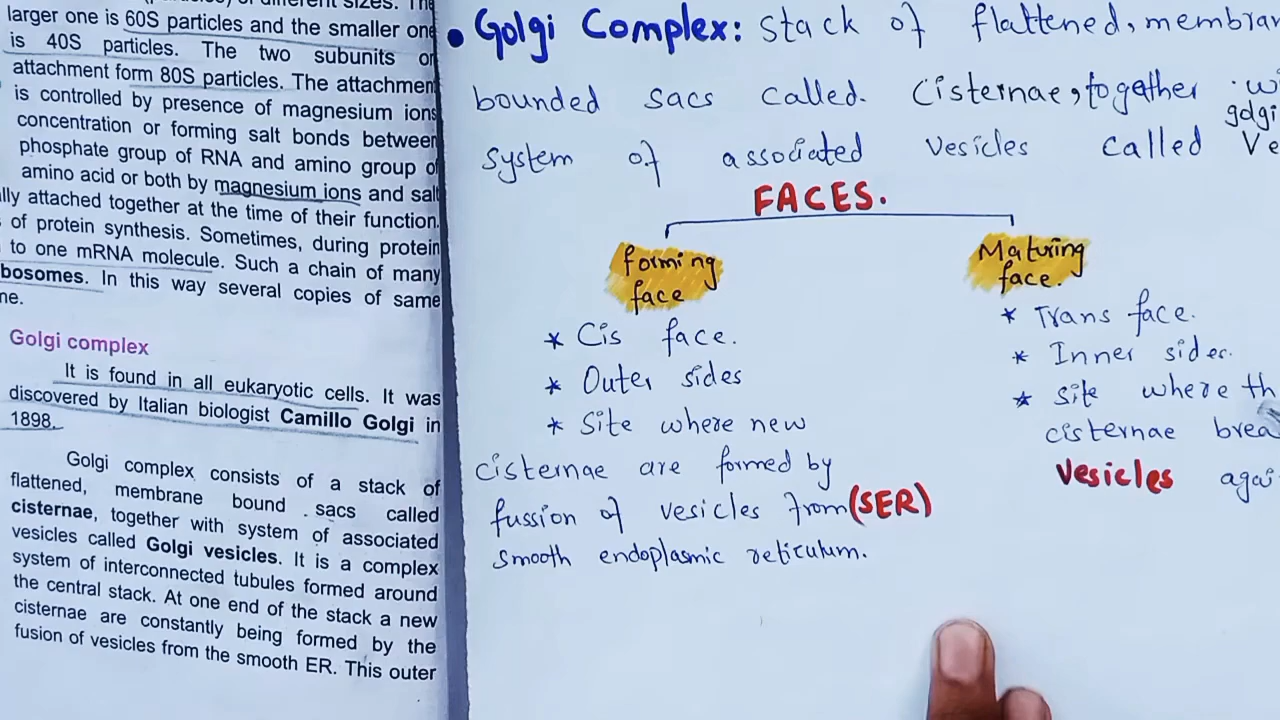 larger one is 60S particles and the smaller one
is 40S particles. The two subunits on
attachment form 80S particles. The attachmen
is controlled by presence of magnesium ions
concentration or forming salt bonds between
phosphate group of RNA and amino group of
amino acid or both by magnesium ions and salt
lly attached together at the time of their function.
of protein synthesis. Sometimes, during protein
to one mRNA molecule. Such a chain of many
bosomes. In this way several copies of same
ne.
Golgi complex
It is found in all eukaryotic cells. It was
discovered by Italian biologist Camillo Golgi in
1898.
Golgi complex consists of a stack of
flattened, membrane bound sacs called
cisternae, together with system of associated
vesicles called Golgi vesicles. It is a complex
system of interconnected tubules formed around
the central stack. At one end of the stack a new
cisternae are constantly being formed by the
fusion of vesicles from the smooth ER. This outer
• Golgi Complex: stack of flattened, membran
bounded sacs called. Cisternae, together wi
golgi
system of associated vesicles called Ve
FACES.
forming
face
* Cis face.
* Outer sides
* Site where new
cisternae are formed by
fussion of vesicles from (SER)
smooth endoplasmic reticulum.
Maturing
face.
* Trans face.
* Inner sides.
* Site where th
cisternae brea
vesicles agai